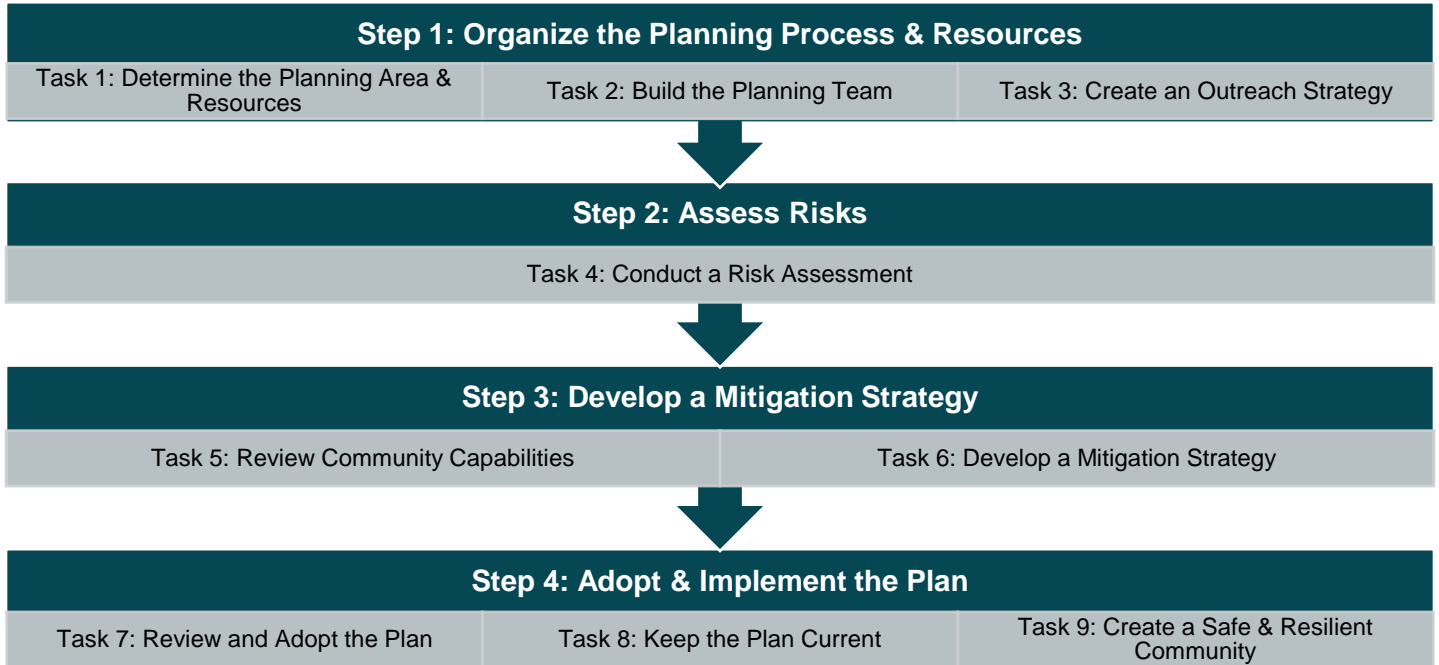 Step 1: Organize the Planning Process & Resources
Task 1: Determine the Planning Area &
Resources
Task 2: Build the Planning Team
Task 3: Create an Outreach Strategy
Step 2: Assess Risks
Task 4: Conduct a Risk Assessment
Step 3: Develop a Mitigation Strategy
Task 5: Review Community Capabilities
Task 6: Develop a Mitigation Strategy
Step 4: Adopt & Implement the Plan
Task 7: Review and Adopt the Plan
Task 8: Keep the Plan Current
Task 9: Create a Safe & Resilient
Community